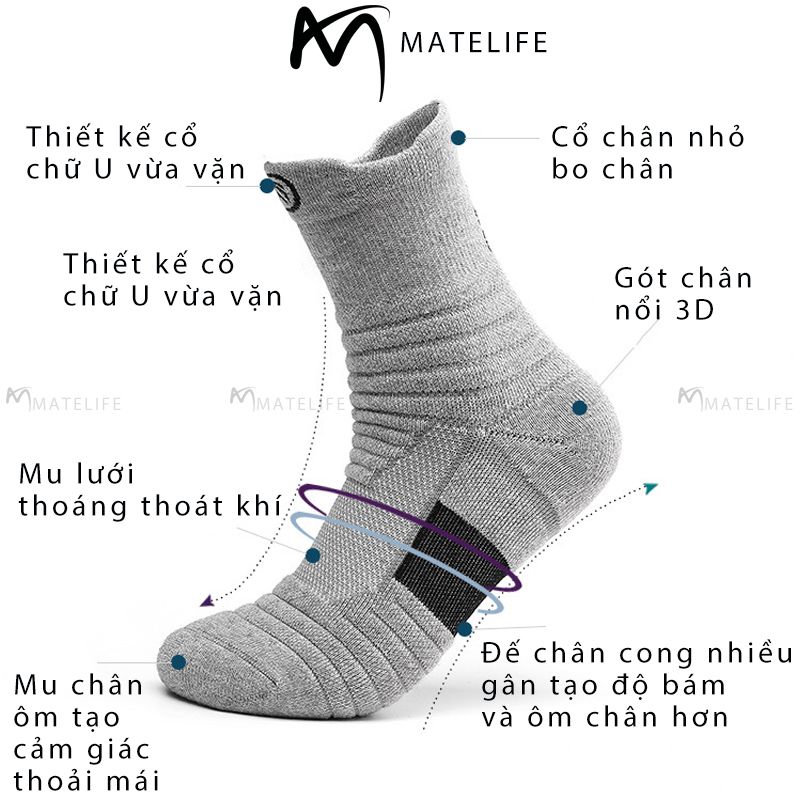 MATELIFE
Thiết kế cổ
chữ U vừa vặn
Cổ chân nhỏ
bo chân
Thiết kế cổ
chữ U vừa vặn
Gót chân
nổi 3D
MATELIFE
MATELIFE
MATELIFE
Mu lưới
thoáng thoát khí
Đế chân cong nhiều
gân tạo độ bám
và ôm chân hơn
Mu chân
ôm tạo
cảm giác
thoải mái